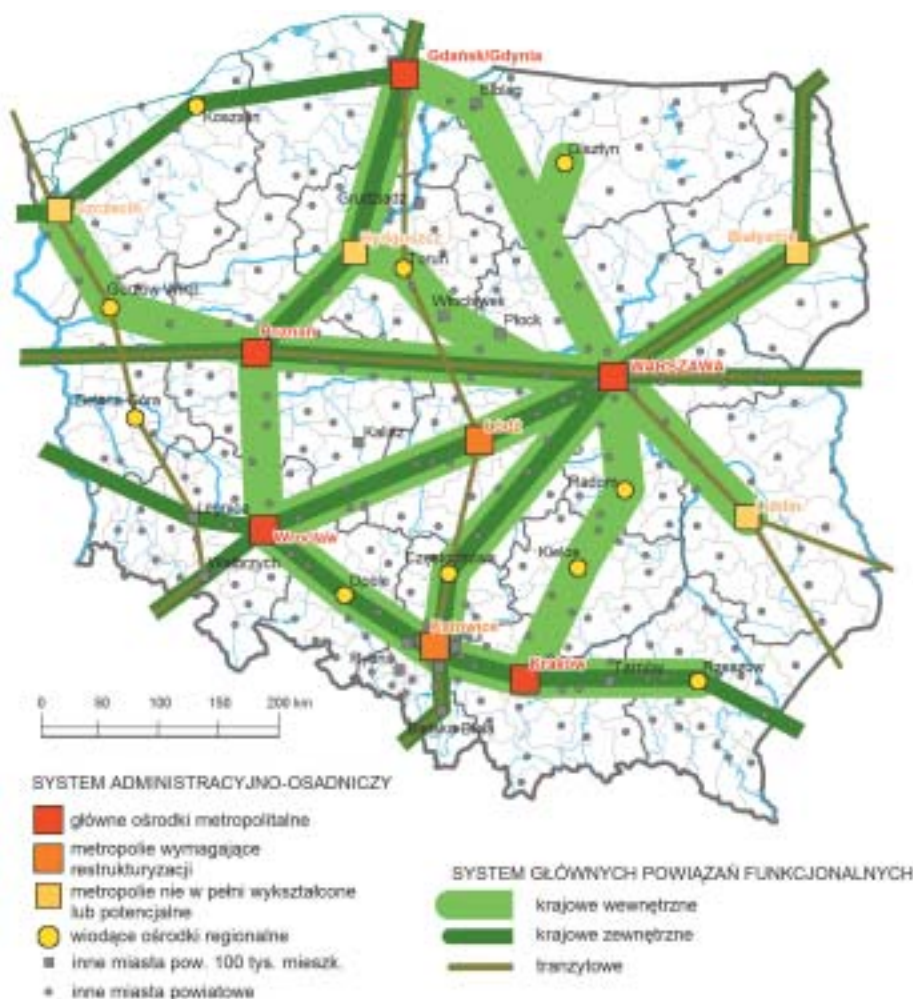 Gdańsk/Gdynia
Elbląg
Koszalin
Olsztyn
Grudziądz
Szczecin
Bydgoszcz
Białystok
Toruń
Gorzów Wlkp.
Włocławek
Płock
Poznań
WARSZAWA
Zielona Góra
Łódź
Kalisz
Radom
Legnica
Lublin
Wrocław
Wałbrzych
Częstochowa
Kielce
Opole
Katowice
Rybnik
Kraków
Tarnów
Rzeszów
Bielsko-Biała
0 50 100 150 200 km
SYSTEM ADMINISTRACYJNO-OSADNICZY
główne ośrodki metropolitalne
metropolie wymagające
restrukturyzacji
metropolie nie w pełni wykształcone
lub potencjalne
wiodące ośrodki regionalne
inne miasta pow. 100 tys. mieszk.
inne miasta powiatowe
SYSTEM GŁÓWNYCH POWIĄZAŃ FUNKCJONALNYCH
krajowe wewnętrzne
krajowe zewnętrzne
tranzytowe